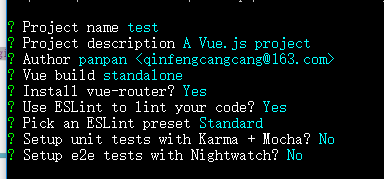 ? Project name test
? Project description A Vue.js project
? Author panpan <qinfengcangcang@163.com>
? Vue build standalone
? Install vue-router? Yes
? Use ESLint to lint your code? Yes
? Pick an ESLint preset Standard
? Setup unit tests with Karma + Mocha? No
? Setup e2e tests with Nightwatch? No